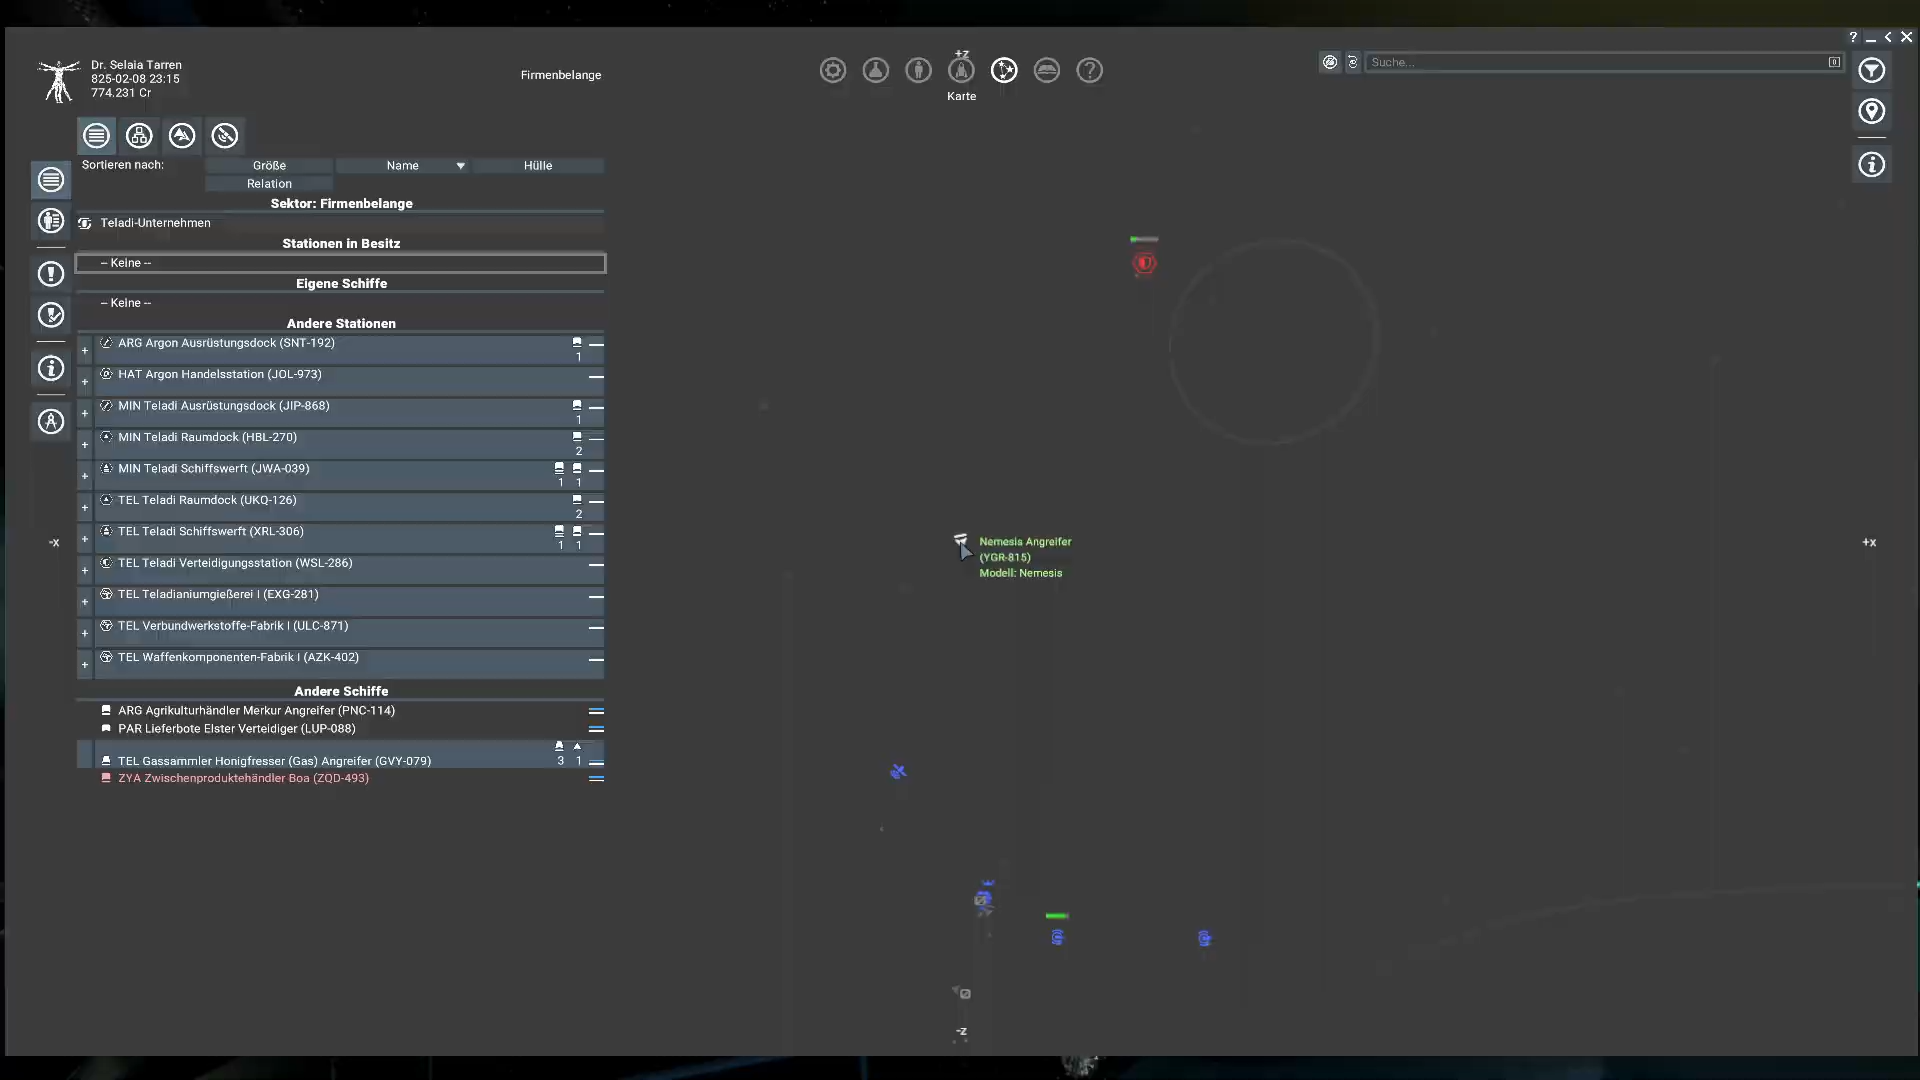 Dr. Selaia Tarren
825-02-08 23:15
774.231 Cr
Firmenbelange
+Z
Karte
Suche...
?
Sortieren nach:
Größe
Name
Hülle
Relation
Sektor: Firmenbelange
Teladi-Unternehmen
Stationen in Besitz
-- Keine --
Eigene Schiffe
-- Keine --
Andere Stationen
+ ARG Argon Ausrüstungsdock (SNT-192)
1
+ HAT Argon Handelsstation (JOL-973)
+ MIN Teladi Ausrüstungsdock (JIP-868)
1
+ MIN Teladi Raumdock (HBL-270)
2
+ MIN Teladi Schiffswerft (JWA-039)
1 1
+ TEL Teladi Raumdock (UKQ-126)
2
+ TEL Teladi Schiffswerft (XRL-306)
1 1
+ TEL Teladi Verteidigungsstation (WSL-286)
+ TEL Teladianiumgießerei I (EXG-281)
+ TEL Verbundwerkstoffe-Fabrik I (ULC-871)
+ TEL Waffenkomponenten-Fabrik I (AZK-402)
Andere Schiffe
ARG Agrikulturhändler Merkur Angreifer (PNC-114)
PAR Lieferbote Elster Verteidiger (LUP-088)
TEL Gassammler Honigfresser (Gas) Angreifer (GVY-079) 3 1
ZYA Zwischenproduktehändler Boa (ZQD-493)
-X
Nemesis Angreifer
(YGR-815)
Modell: Nemesis
+X
-Z